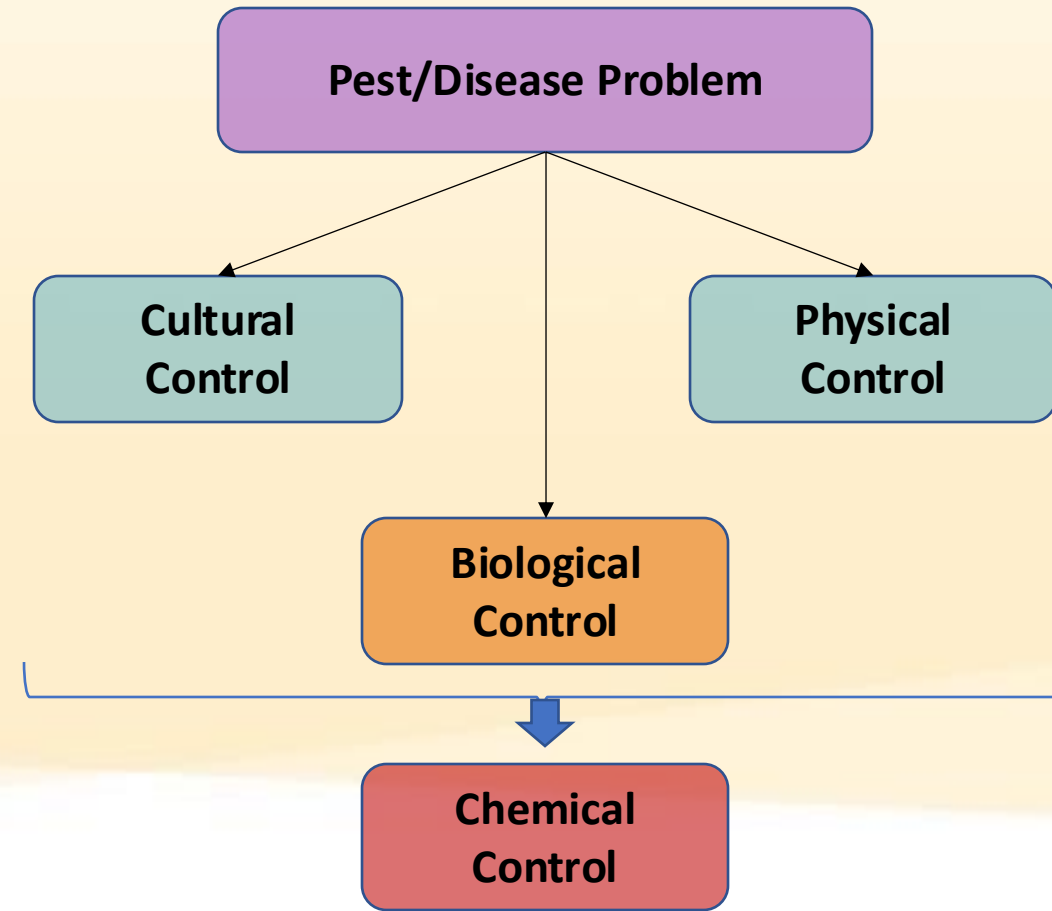 Pest/Disease Problem
Cultural
Control
Physical
Control
Biological
Control
Chemical
Control